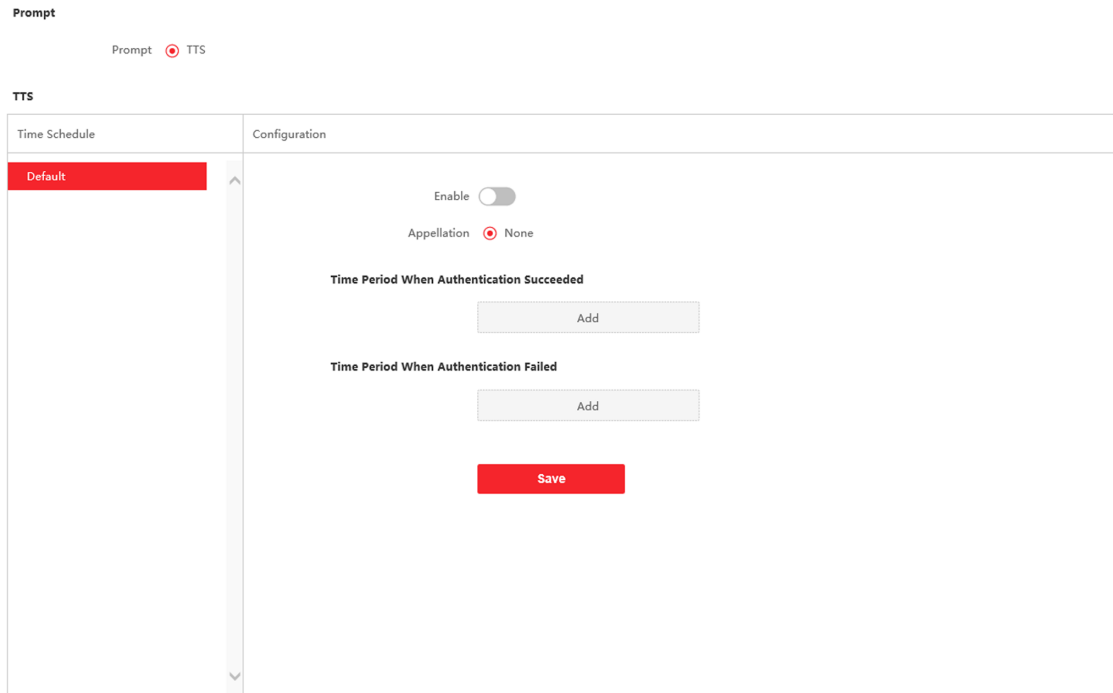 Prompt
Prompt TTS
TTS
Time Schedule Configuration
Default
Enable
Appellation None
Time Period When Authentication Succeeded
Add
Time Period When Authentication Failed
Add
Save